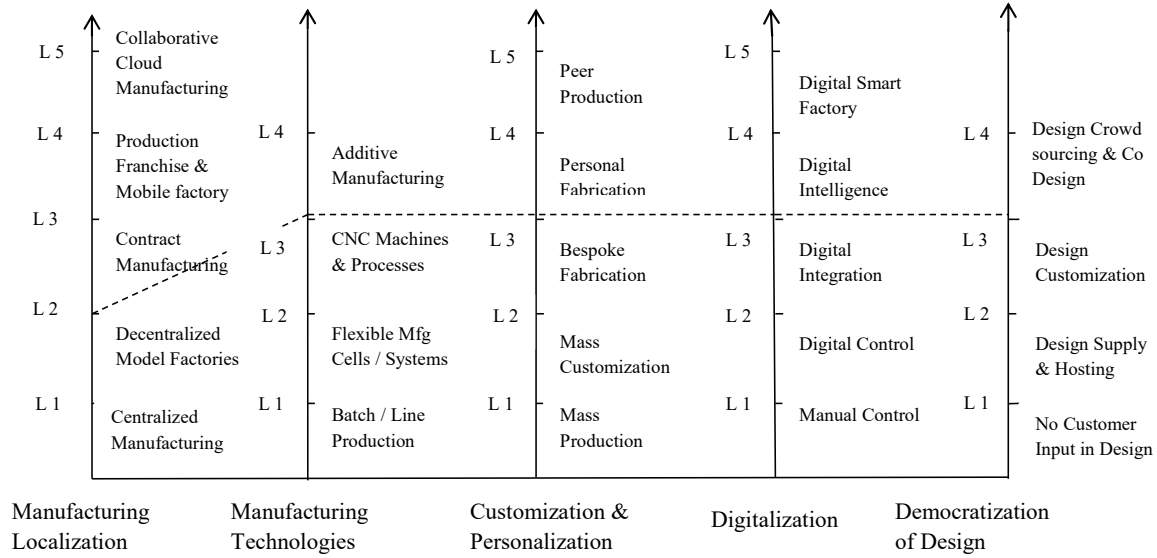 L 5
Collaborative
Cloud
Manufacturing
L 4
Production
Franchise &
Mobile factory
L 3
Contract
Manufacturing
L 2
Decentralized
Model Factories
L 1
Centralized
Manufacturing
Manufacturing
Localization
L 4
Additive
Manufacturing
L 3
CNC Machines
& Processes
L 2
Flexible Mfg
Cells / Systems
L 1
Batch / Line
Production
Manufacturing
Technologies
L 5
Peer
Production
L 4
Personal
Fabrication
L 3
Bespoke
Fabrication
L 2
Mass
Customization
L 1
Mass
Production
Customization &
Personalization
L 5
Digital Smart
Factory
L 4
Digital
Intelligence
L 3
Digital
Integration
L 2
Digital Control
L 1
Manual Control
Digitalization
L 4
Design Crowd
sourcing & Co
Design
L 3
Design
Customization
L 2
Design Supply
& Hosting
L 1
No Customer
Input in Design
Democratization
of Design